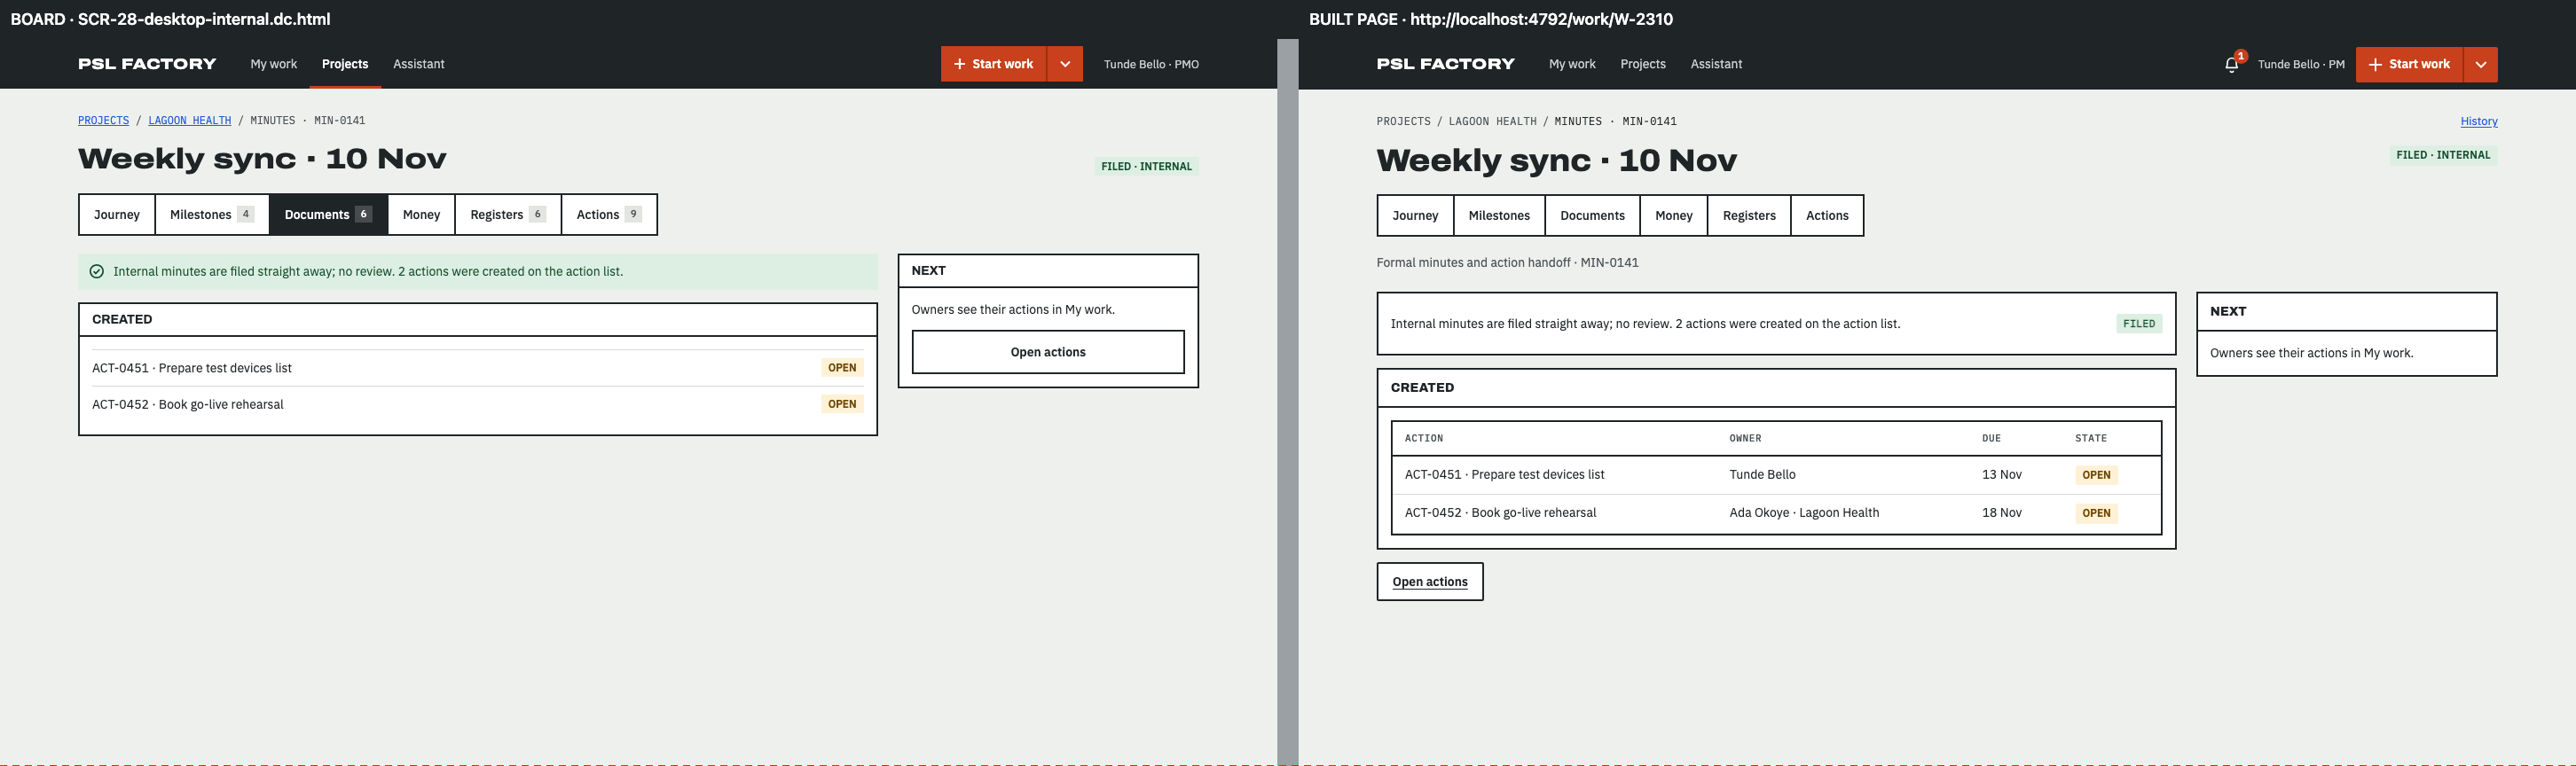 BOARD · SCR-28-desktop-internal.dc.html
PSL FACTORY My work Projects Assistant + Start work Tunde Bello · PMO
PROJECTS / LAGOON HEALTH / MINUTES · MIN-0141
Weekly sync · 10 Nov
FILED · INTERNAL
Journey Milestones 4 Documents 6 Money Registers 6 Actions 9
Internal minutes are filed straight away; no review. 2 actions were created on the action list.
CREATED
ACT-0451 · Prepare test devices list OPEN
ACT-0452 · Book go-live rehearsal OPEN
NEXT
Owners see their actions in My work.
Open actions
BUILT PAGE · http://localhost:4792/work/W-2310
PSL FACTORY My work Projects Assistant 1 Tunde Bello · PM + Start work
PROJECTS / LAGOON HEALTH / MINUTES · MIN-0141 History
Weekly sync · 10 Nov FILED · INTERNAL
Journey Milestones Documents Money Registers Actions
Formal minutes and action handoff · MIN-0141
Internal minutes are filed straight away; no review. 2 actions were created on the action list. FILED
CREATED
ACTION OWNER DUE STATE
ACT-0451 · Prepare test devices list Tunde Bello 13 Nov OPEN
ACT-0452 · Book go-live rehearsal Ada Okoye · Lagoon Health 18 Nov OPEN
Open actions
NEXT
Owners see their actions in My work.